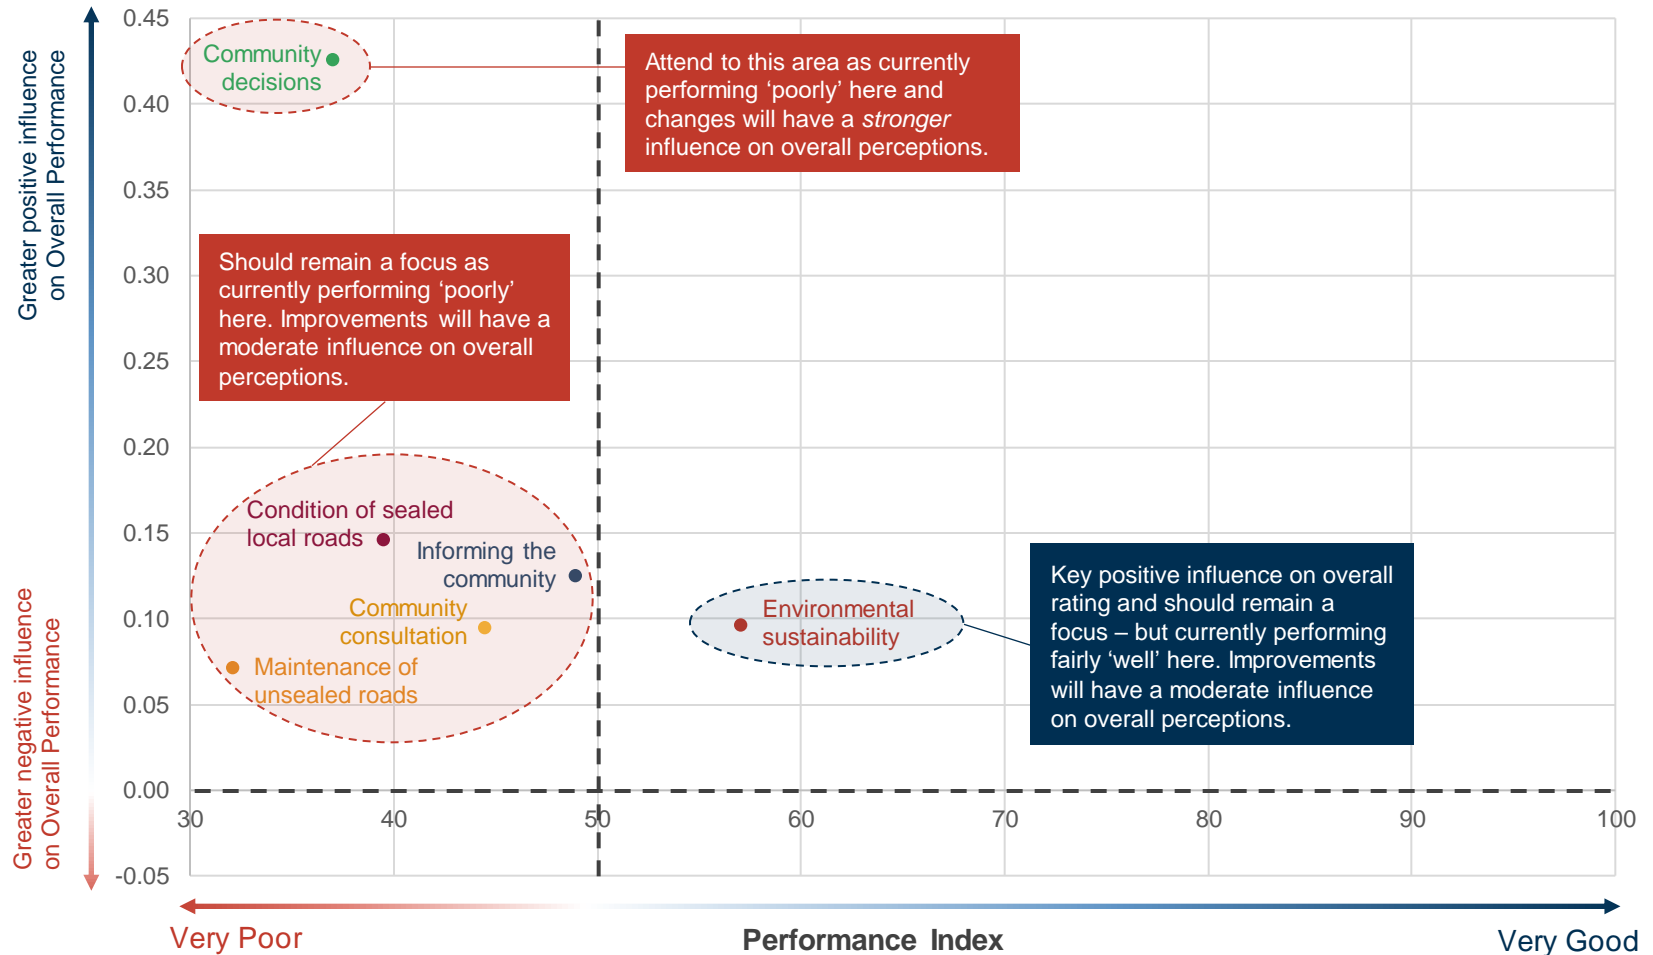 Greater positive influence
on Overall Performance
Greater negative influence
on Overall Performance
0.45
0.40
0.35
0.30
0.25
0.20
0.15
0.10
0.05
0.00
-0.05
Community
decisions
Attend to this area as currently
performing ‘poorly’ here and
changes will have a stronger
influence on overall perceptions.
Should remain a focus as
currently performing ‘poorly’
here. Improvements will have a
moderate influence on overall
perceptions.
Condition of sealed
local roads
Informing the
community
Community
consultation
Maintenance of
unsealed roads
Environmental
sustainability
Key positive influence on overall
rating and should remain a
focus – but currently performing
fairly ‘well’ here. Improvements
will have a moderate influence
on overall perceptions.
30 40 50 60 70 80 90 100
Very Poor
Performance Index
Very Good